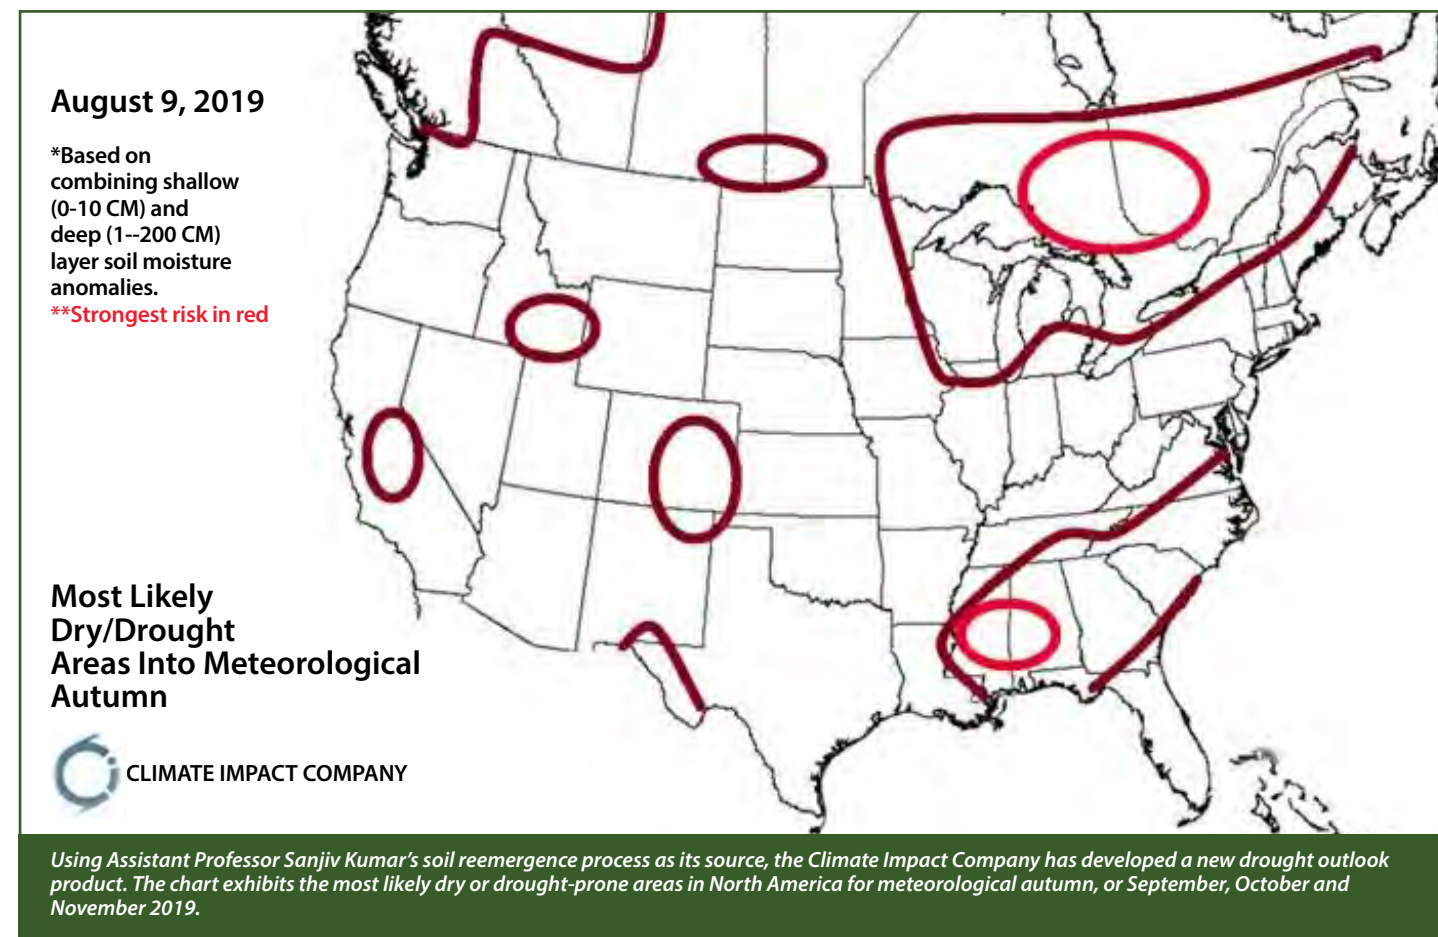 August 9, 2019
*Based on
combining shallow
(0-10 CM) and
deep (1--200 CM)
layer soil moisture
anomalies.
**Strongest risk in red
Most Likely
Dry/Drought
Areas Into Meteorological
Autumn
CLIMATE IMPACT COMPANY
Using Assistant Professor Sanjiv Kumar’s soil reemergence process as its source, the Climate Impact Company has developed a new drought outlook
product. The chart exhibits the most likely dry or drought-prone areas in North America for meteorological autumn, or September, October and
November 2019.